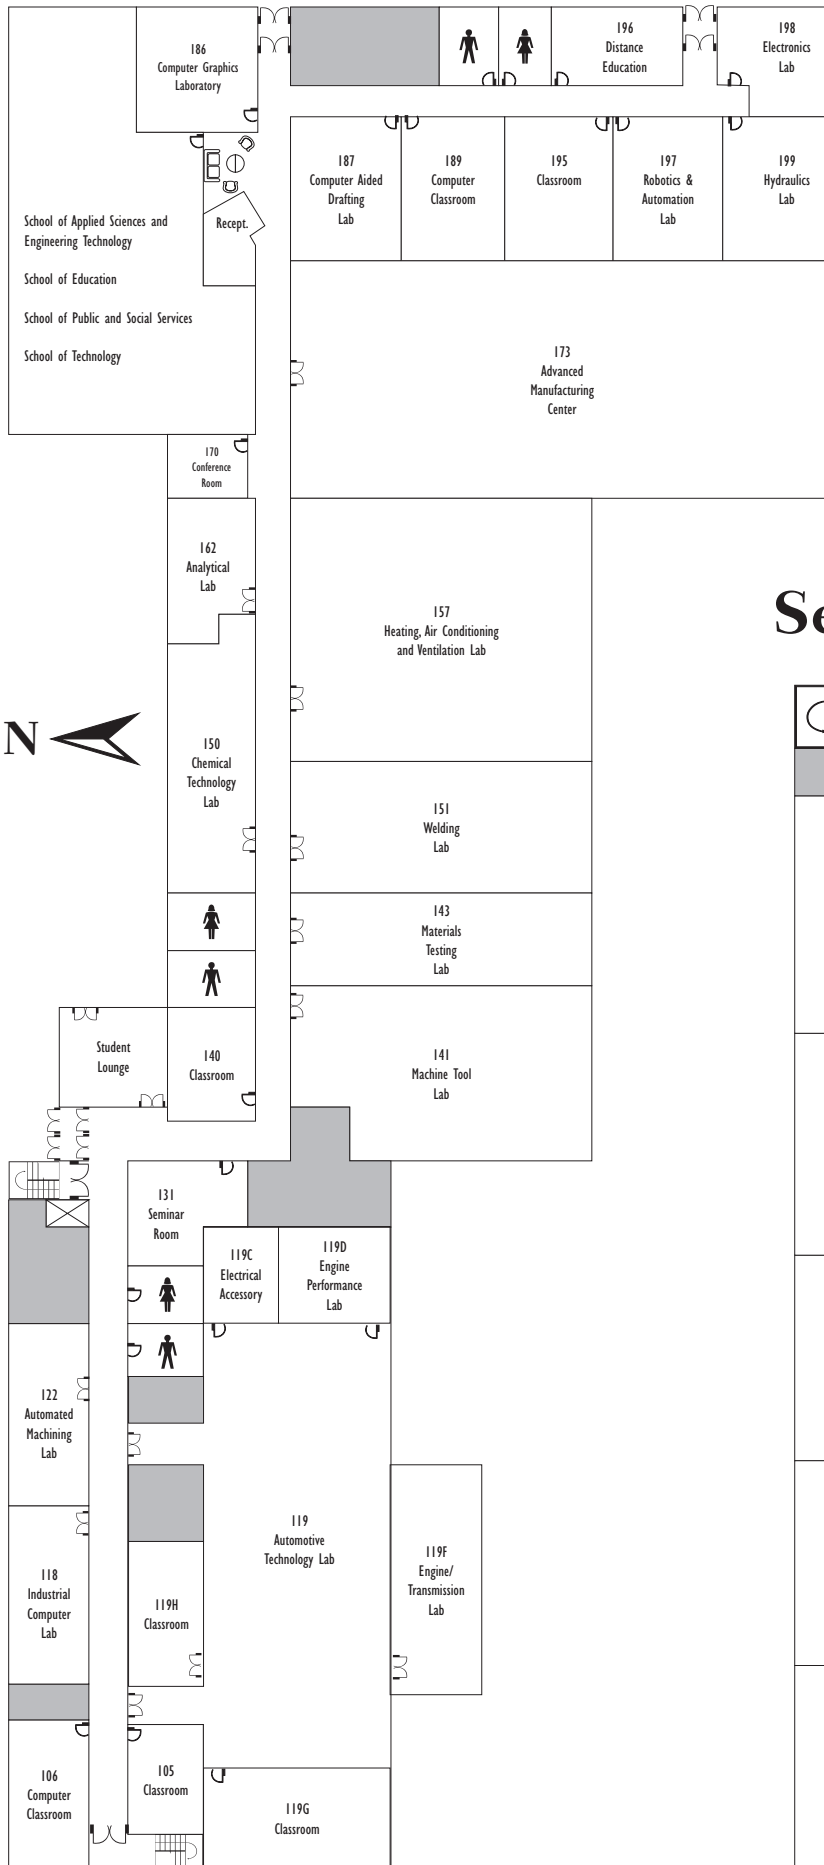 186
Computer Graphics
Laboratory
196
Distance
Education
198
Electronics
Lab
187
Computer Aided
Drafting
Lab
189
Computer
Classroom
195
Classroom
197
Robotics &
Automation
Lab
199
Hydraulics
Lab
Recept.
School of Applied Sciences and
Engineering Technology
School of Education
School of Public and Social Services
School of Technology
173
Advanced
Manufacturing
Center
170
Conference
Room
162
Analytical
Lab
157
Heating, Air Conditioning
and Ventilation Lab
Se
N
150
Chemical
Technology
Lab
151
Welding
Lab
143
Materials
Testing
Lab
Student
Lounge
140
Classroom
141
Machine Tool
Lab
131
Seminar
Room
119C
Electrical
Accessory
119D
Engine
Performance
Lab
122
Automated
Machining
Lab
119
Automotive
Technology Lab
119F
Engine/
Transmission
Lab
118
Industrial
Computer
Lab
119H
Classroom
106
Computer
Classroom
105
Classroom
119G
Classroom